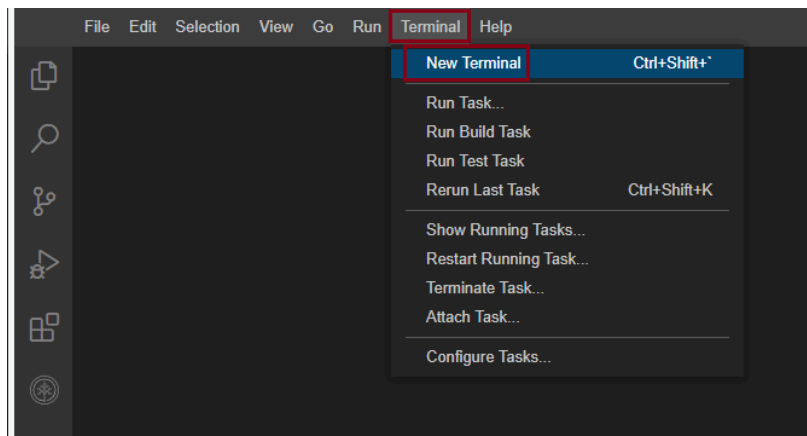 File Edit Selection View Go Run Terminal Help
New Terminal Ctrl+Shift+`
Run Task...
Run Build Task
Run Test Task
Rerun Last Task Ctrl+Shift+K
Show Running Tasks...
Restart Running Task...
Terminate Task...
Attach Task...
Configure Tasks...